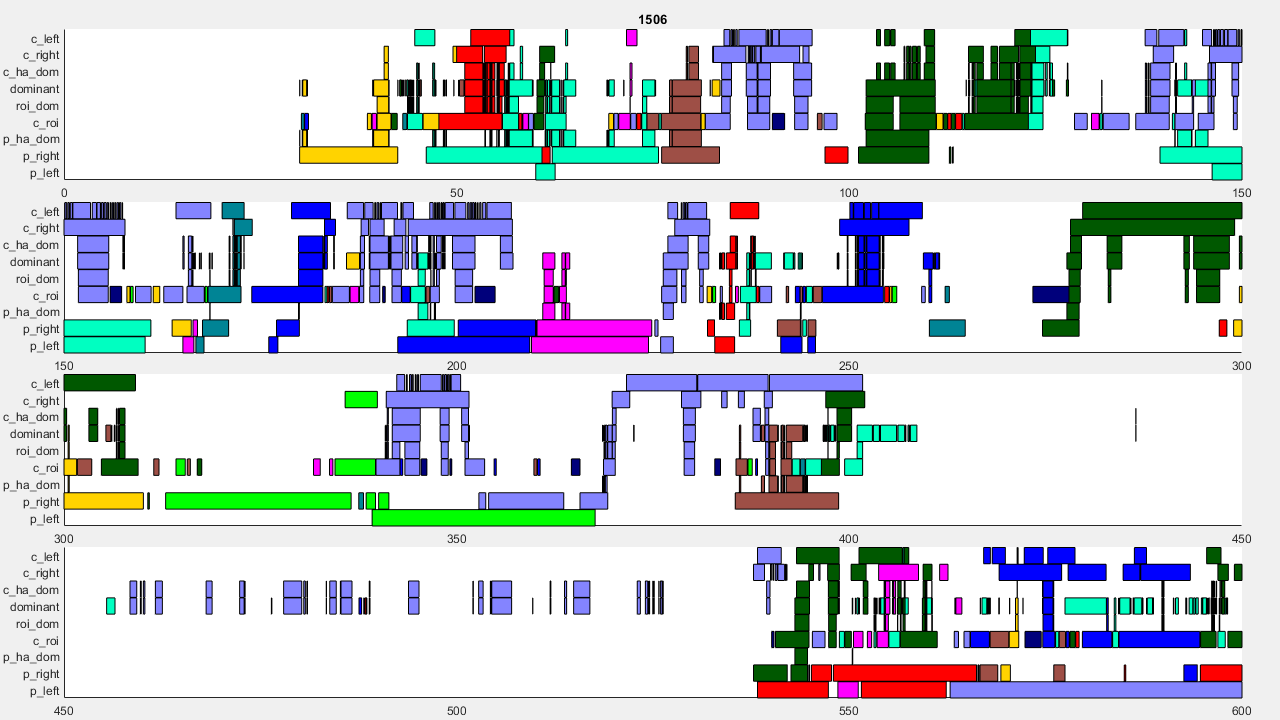 1506
c_left
c_right
c_ha_dom
dominant
roi_dom
c_roi
p_ha_dom
p_right
p_left
0 50 100 150
c_left
c_right
c_ha_dom
dominant
roi_dom
c_roi
p_ha_dom
p_right
p_left
150 200 250 300
c_left
c_right
c_ha_dom
dominant
roi_dom
c_roi
p_ha_dom
p_right
p_left
300 350 400 450
c_left
c_right
c_ha_dom
dominant
roi_dom
c_roi
p_ha_dom
p_right
p_left
450 500 550 600